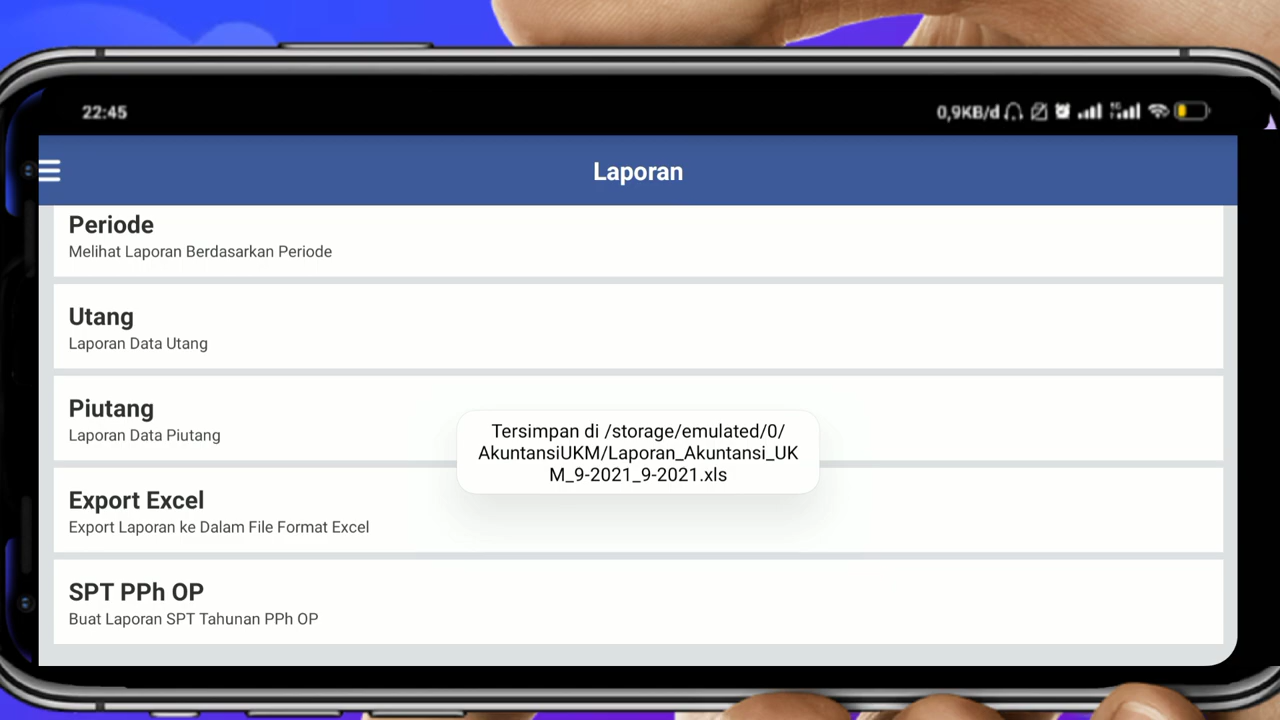 22:45
0,9KB/d
Laporan
Periode
Melihat Laporan Berdasarkan Periode
Utang
Laporan Data Utang
Piutang
Laporan Data Piutang
Tersimpan di /storage/emulated/0/
AkuntansiUKM/Laporan_Akuntansi_UK
M_9-2021_9-2021.xls
Export Excel
Export Laporan ke Dalam File Format Excel
SPT PPh OP
Buat Laporan SPT Tahunan PPh OP